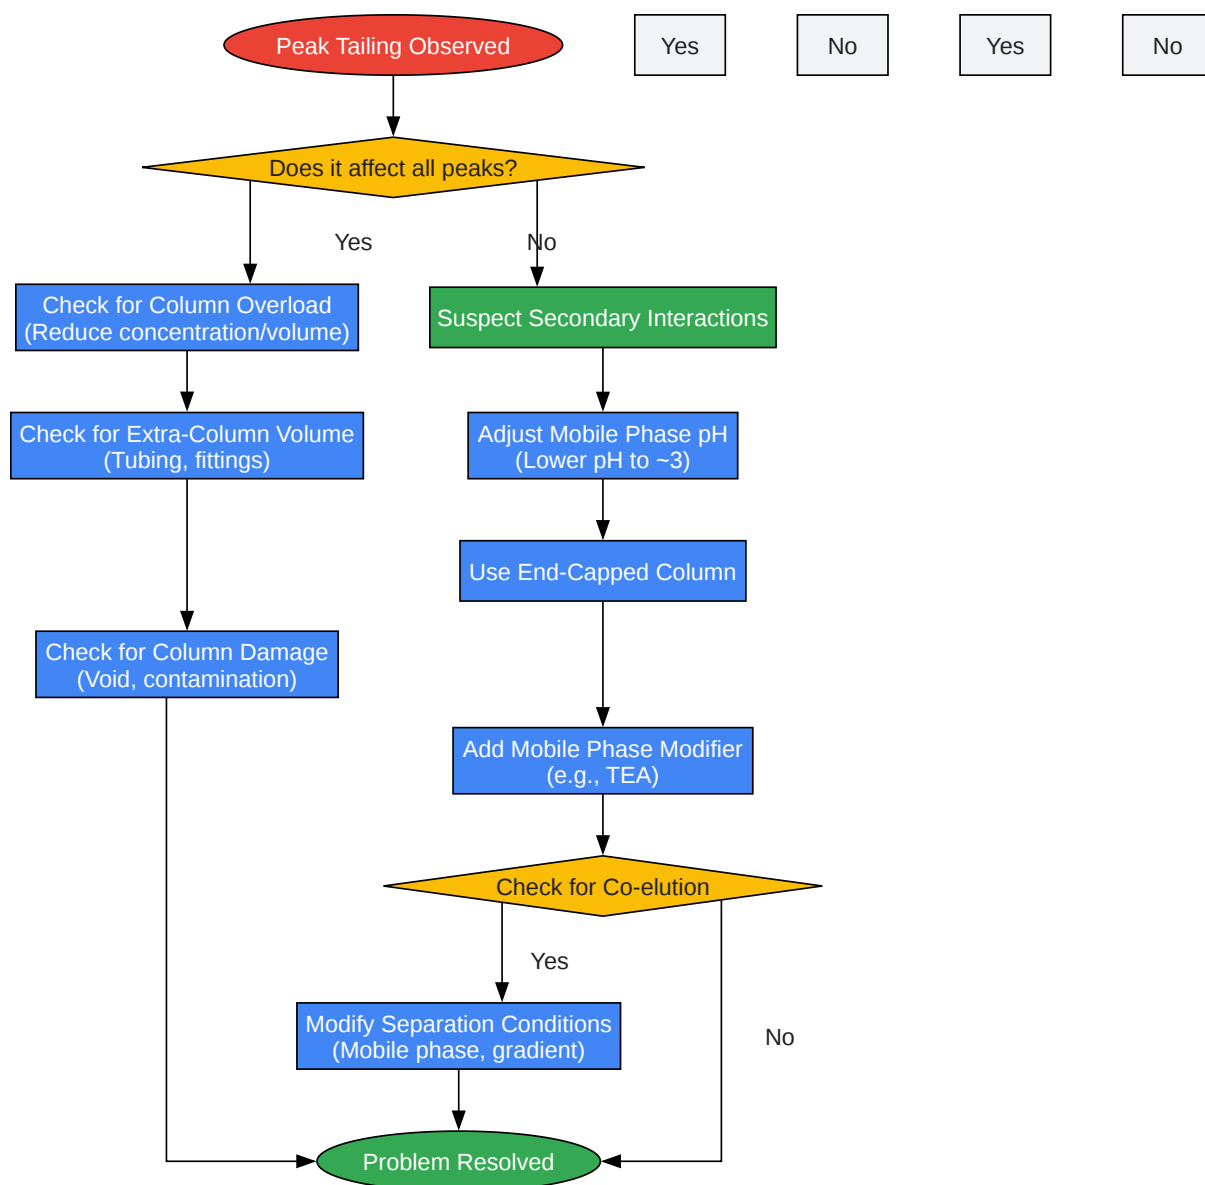 Peak Tailing Observed
Yes
No
Yes
No
Does it affect all peaks?
Yes
No
Check for Column Overload
(Reduce concentration/volume)
Suspect Secondary Interactions
Check for Extra-Column Volume
(Tubing, fittings)
Adjust Mobile Phase pH
(Lower pH to ~3)
Use End-Capped Column
Check for Column Damage
(Void, contamination)
Add Mobile Phase Modifier
(e.g., TEA)
Check for Co-elution
Yes
Modify Separation Conditions
(Mobile phase, gradient)
No
Problem Resolved